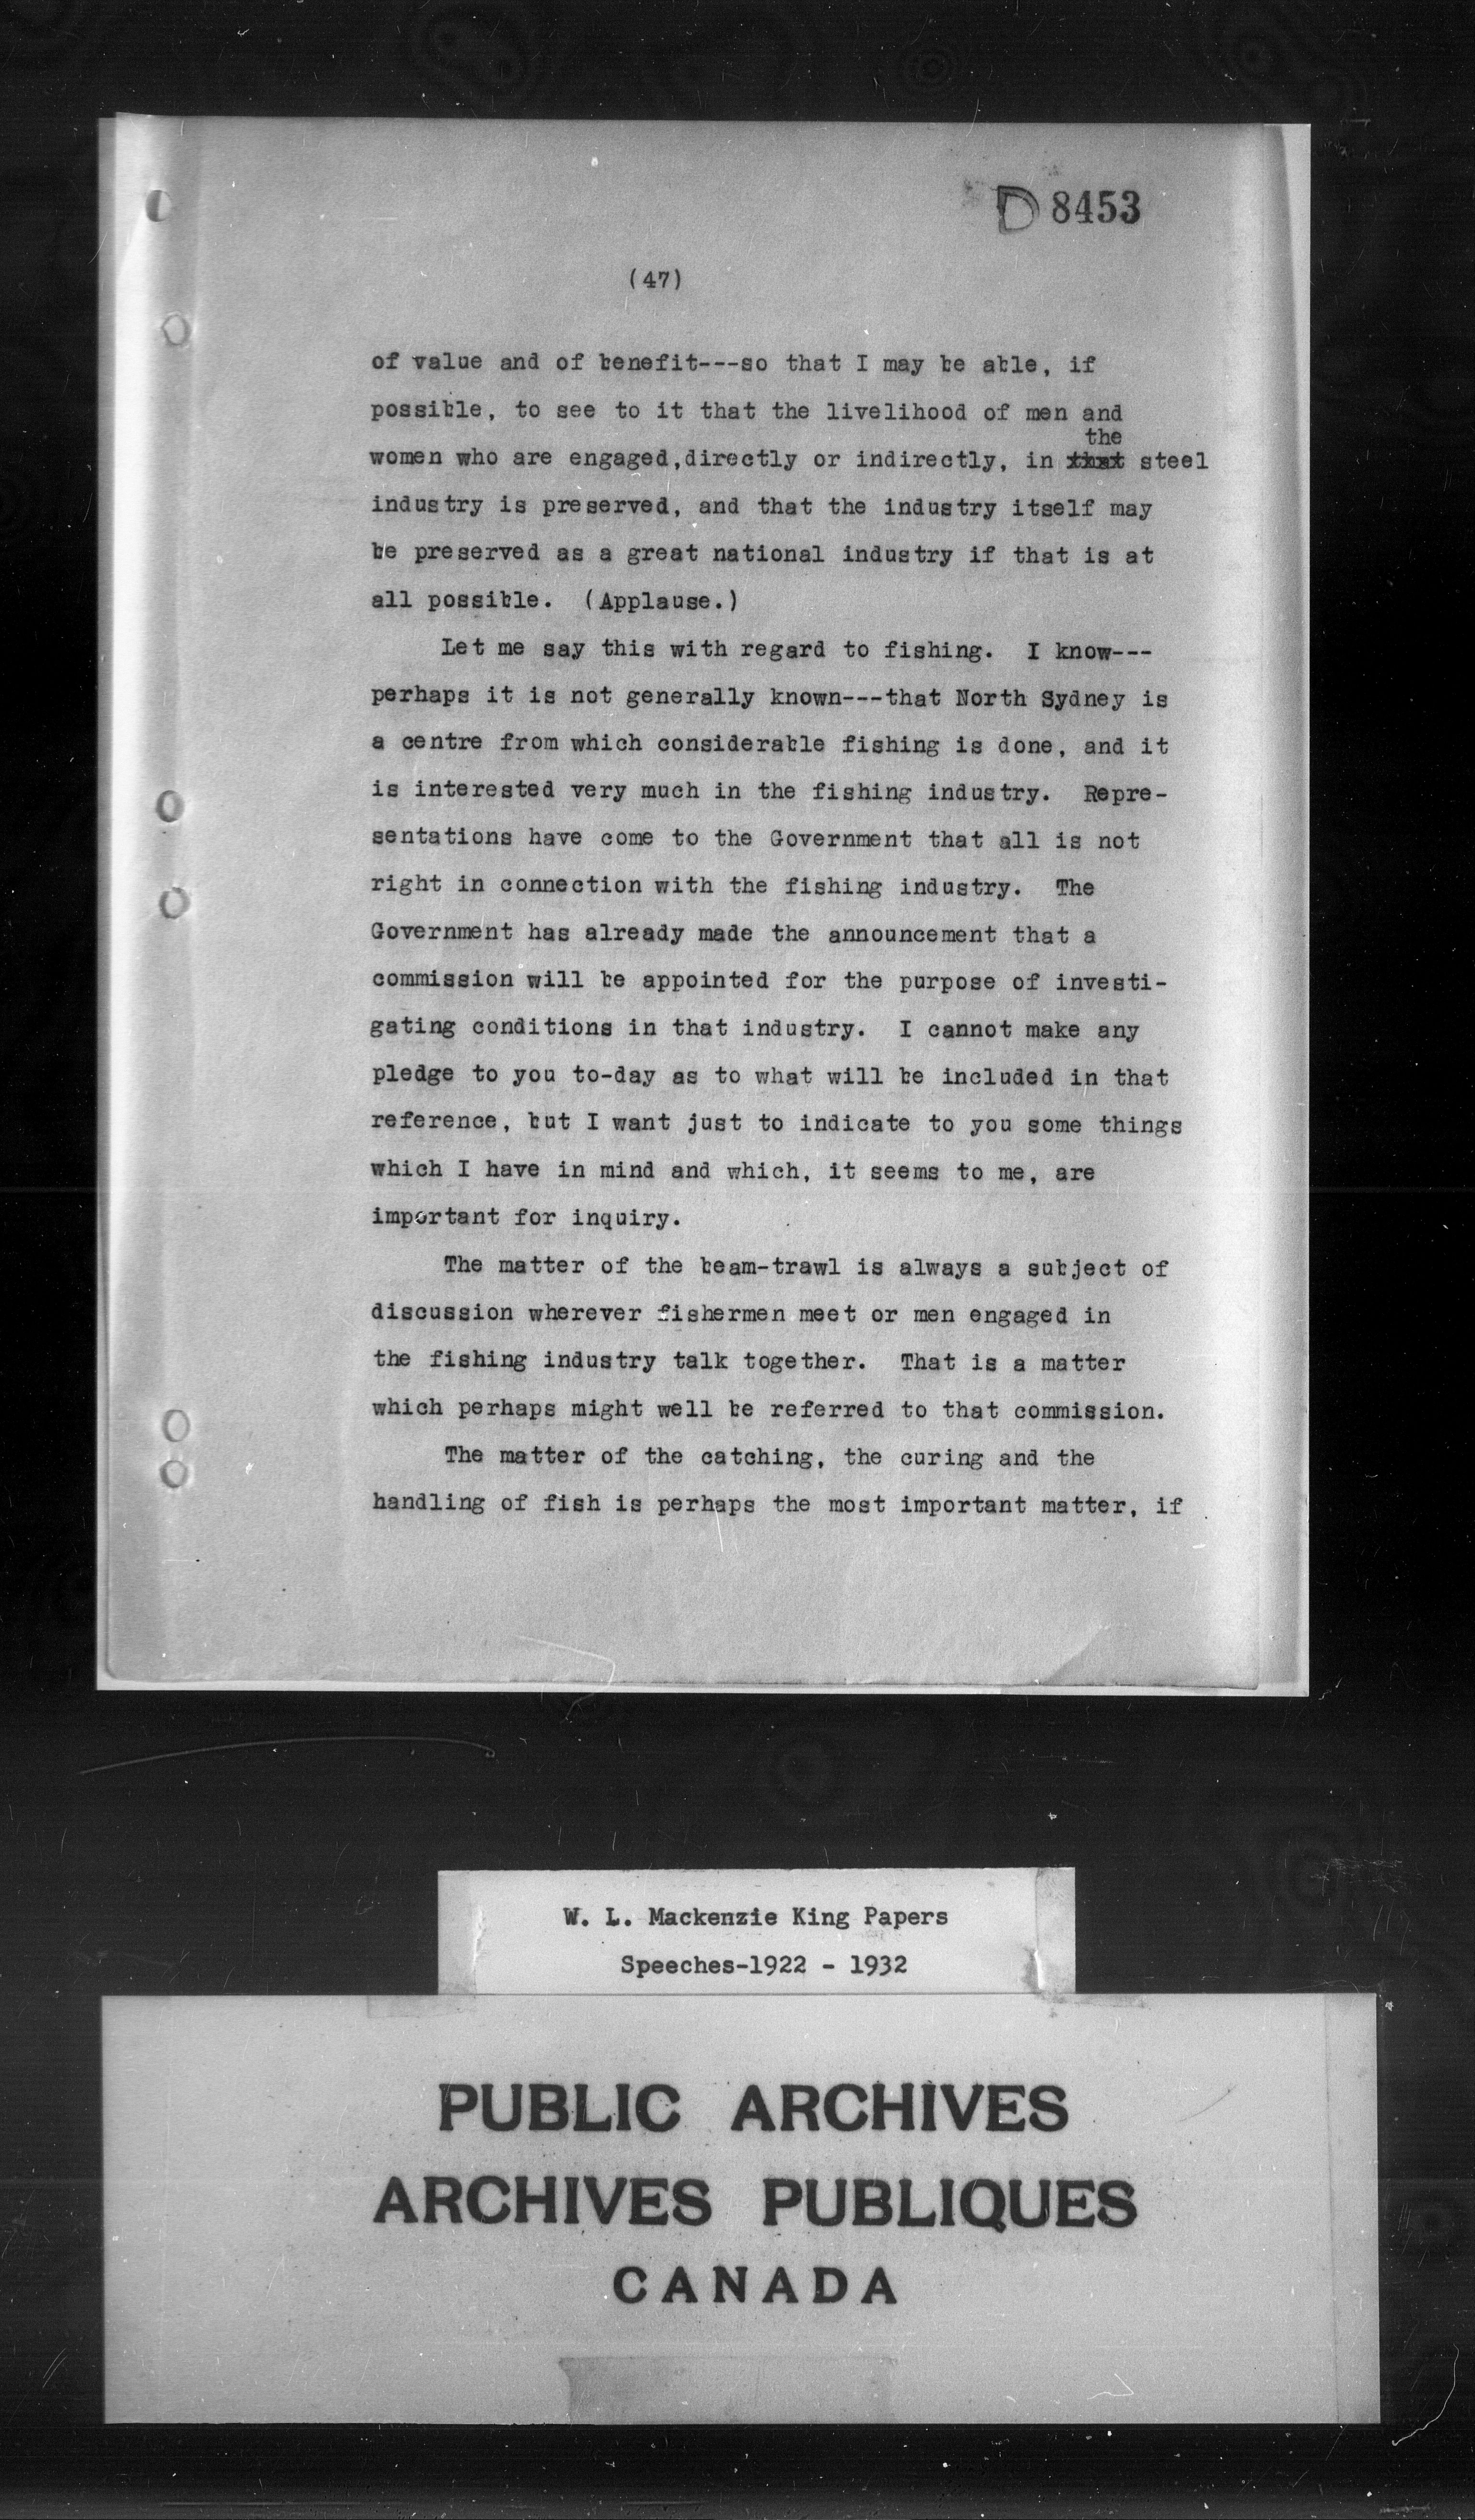 D 8453
(47)
of value and of benefit---so that I may be able, if
possible, to see to it that the livelihood of men and
the
women who are engaged,directly or indirectly, in that steel
industry is preserved, and that the industry itself may
be preserved as a great national industry if that is at
all possible. (Applause.)
Let me say this with regard to fishing. I know---
perhaps it is not generally known---that North Sydney is
a centre from which considerable fishing is done, and it
is interested very much in the fishing industry. Repre-
sentations have come to the Government that all is not
right in connection with the fishing industry. The
Government has already made the announcement that a
commission will be appointed for the purpose of investi-
gating conditions in that industry. I cannot make any
pledge to you to-day as to what will be included in that
reference, but I want just to indicate to you some things
which I have in mind and which, it seems to me, are
important for inquiry.
The matter of the beam-trawl is always a subject of
discussion wherever fishermen meet or men engaged in
the fishing industry talk together. That is a matter
which perhaps might well be referred to that commission.
The matter of the catching, the curing and the
handling of fish is perhaps the most important matter, if
W. L. Mackenzie King Papers
Speeches-1922 - 1932
PUBLIC ARCHIVES
ARCHIVES PUBLIQUES
CANADA